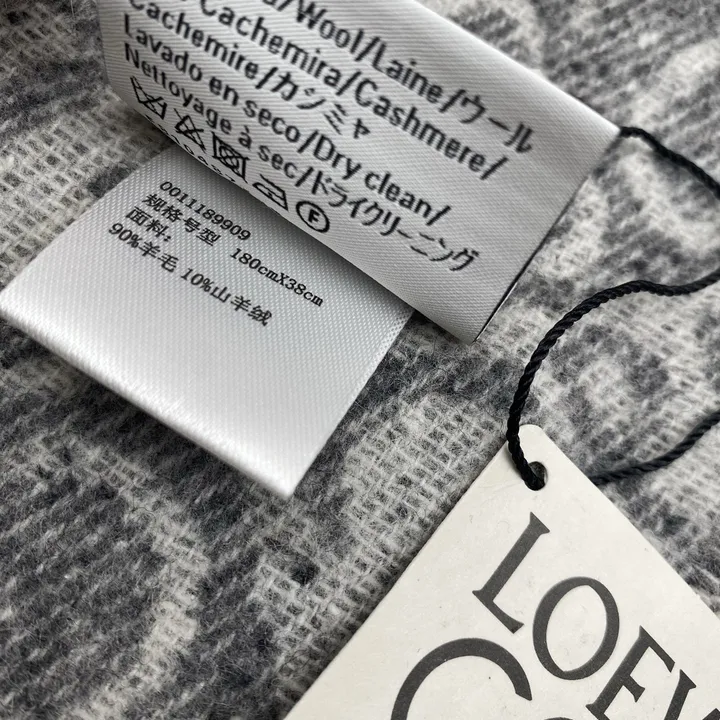 /Wool/Laine/ウール
Cachemira/Cashmere/
Cachemire/カシミヤ
Lavado en seco/Dry clean/
Nettoyage à sec/ドライクリーニング
F
0011189909
规格号型 180cmX38cm
面料:
90%羊毛 10%山羊绒
LOEW